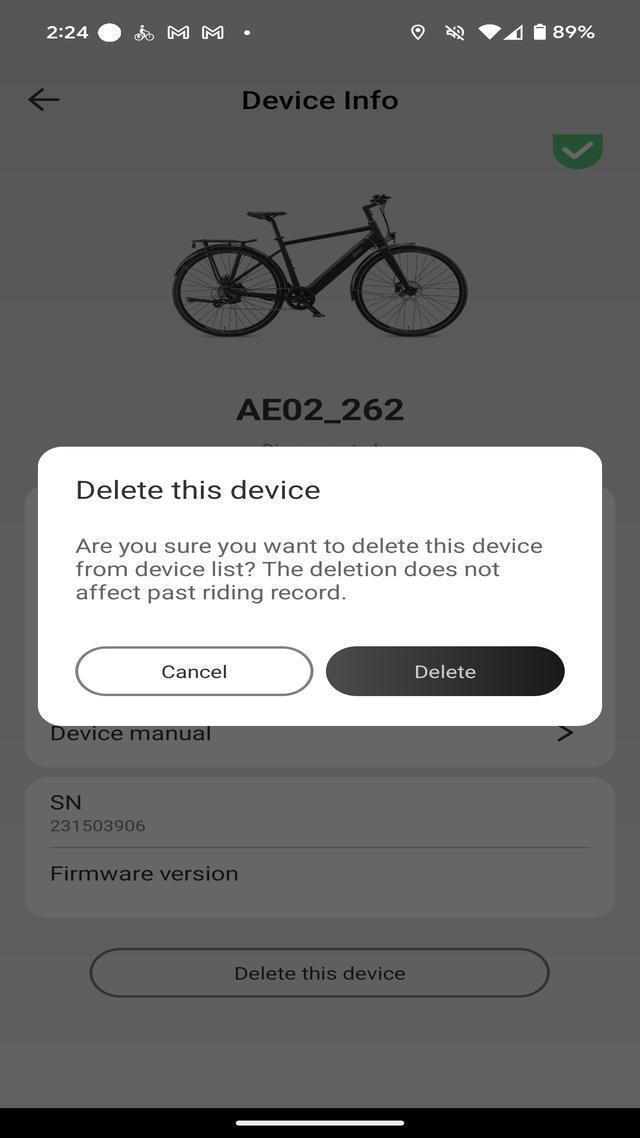 2:24
89%
Device Info
AE02_262
Delete this device
Are you sure you want to delete this device
from device list? The deletion does not
affect past riding record.
Cancel
Delete
Device manual
SN
231503906
Firmware version
Delete this device